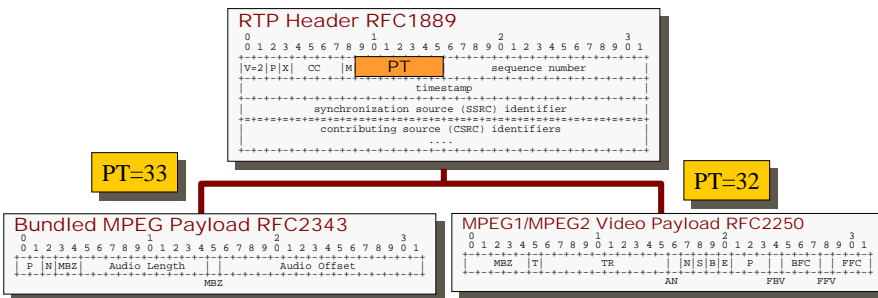 RTP Header RFC1889
0 1 2 3
0 1 2 3 4 5 6 7 8 9 0 1 2 3 4 5 6 7 8 9 0 1 2 3 4 5 6 7 8 9 0 1
+-+-+-+-+-+-+-+-+-+-+-+-+-+-+-+-+-+-+-+-+-+-+-+-+-+-+-+-+-+-+-+-+
|V=2|P|X| CC |M| PT | sequence number |
+-+-+-+-+-+-+-+-+-+-+-+-+-+-+-+-+-+-+-+-+-+-+-+-+-+-+-+-+-+-+-+-+
| timestamp |
+-+-+-+-+-+-+-+-+-+-+-+-+-+-+-+-+-+-+-+-+-+-+-+-+-+-+-+-+-+-+-+-+
| synchronization source (SSRC) identifier |
+=+=+=+=+=+=+=+=+=+=+=+=+=+=+=+=+=+=+=+=+=+=+=+=+=+=+=+=+=+=+=+=+
| contributing source (CSRC) identifiers |
| .... |
+-+-+-+-+-+-+-+-+-+-+-+-+-+-+-+-+-+-+-+-+-+-+-+-+-+-+-+-+-+-+-+-+
PT=33
PT=32
Bundled MPEG Payload RFC2343
0 1 2 3
0 1 2 3 4 5 6 7 8 9 0 1 2 3 4 5 6 7 8 9 0 1 2 3 4 5 6 7 8 9 0 1
+-+-+-+-+-+-+-+-+-+-+-+-+-+-+-+-+-+-+-+-+-+-+-+-+-+-+-+-+-+-+-+-+
| P |N|MBZ| Audio Length | | Audio Offset |
+-+-+-+-+-+-+-+-+-+-+-+-+-+-+-+-+-+-+-+-+-+-+-+-+-+-+-+-+-+-+-+-+
MBZ
MPEG1/MPEG2 Video Payload RFC2250
0 1 2 3
0 1 2 3 4 5 6 7 8 9 0 1 2 3 4 5 6 7 8 9 0 1 2 3 4 5 6 7 8 9 0 1
+-+-+-+-+-+-+-+-+-+-+-+-+-+-+-+-+-+-+-+-+-+-+-+-+-+-+-+-+-+-+-+-+
| MBZ |T| TR | |N|S|B|E| P | | BFC | | FFC |
+-+-+-+-+-+-+-+-+-+-+-+-+-+-+-+-+-+-+-+-+-+-+-+-+-+-+-+-+-+-+-+-+
AN FBV FFV